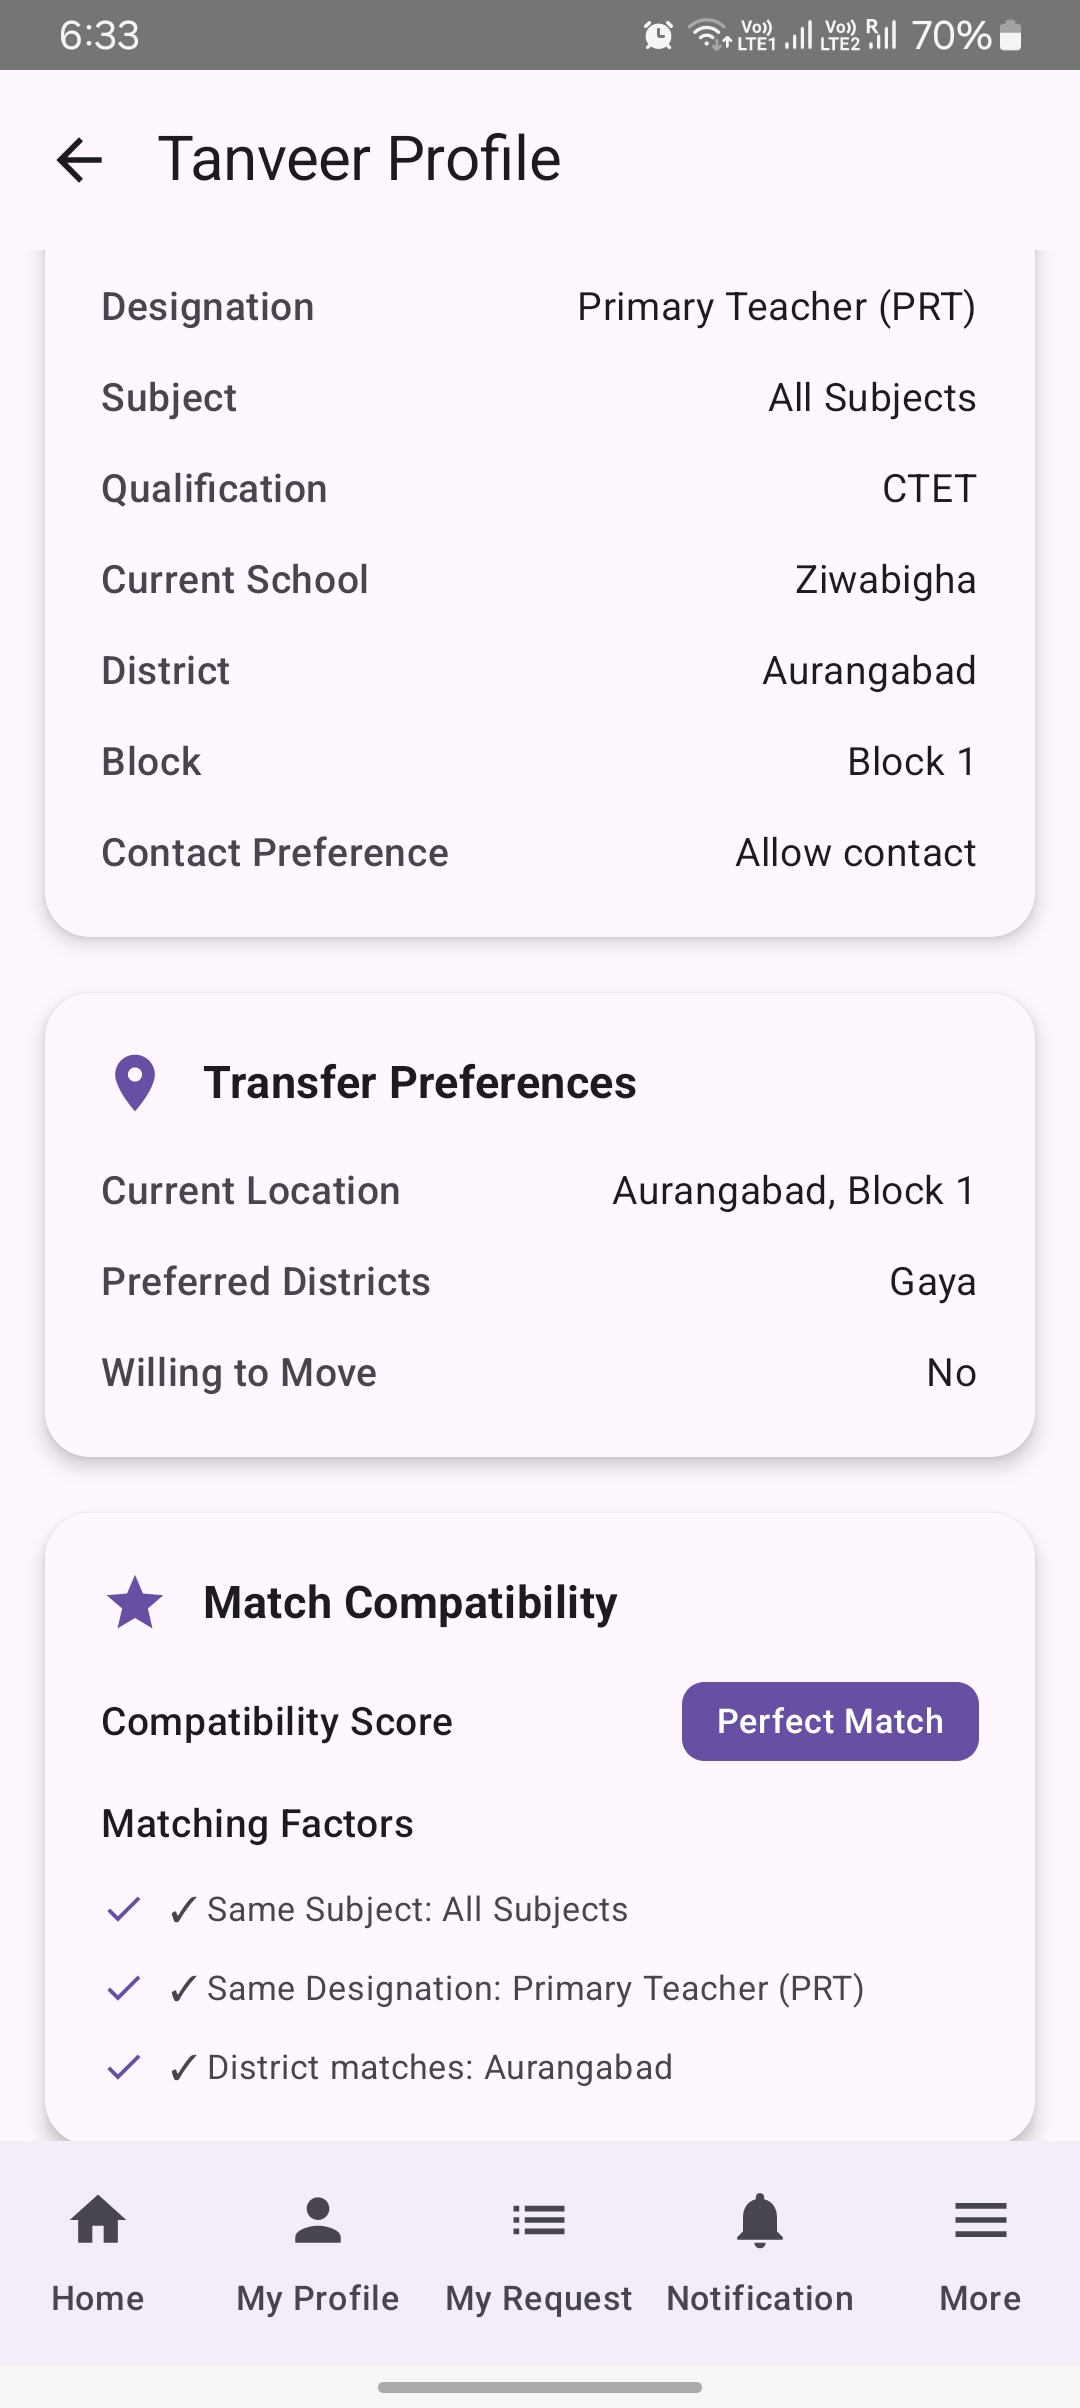 6:33
Vo)) LTE1 Vo)) LTE2 R 70%
Tanveer Profile
Designation Primary Teacher (PRT)
Subject All Subjects
Qualification CTET
Current School Ziwabigha
District Aurangabad
Block Block 1
Contact Preference Allow contact
Transfer Preferences
Current Location Aurangabad, Block 1
Preferred Districts Gaya
Willing to Move No
Match Compatibility
Compatibility Score Perfect Match
Matching Factors
✓ Same Subject: All Subjects
✓ Same Designation: Primary Teacher (PRT)
✓ District matches: Aurangabad
Home My Profile My Request Notification More